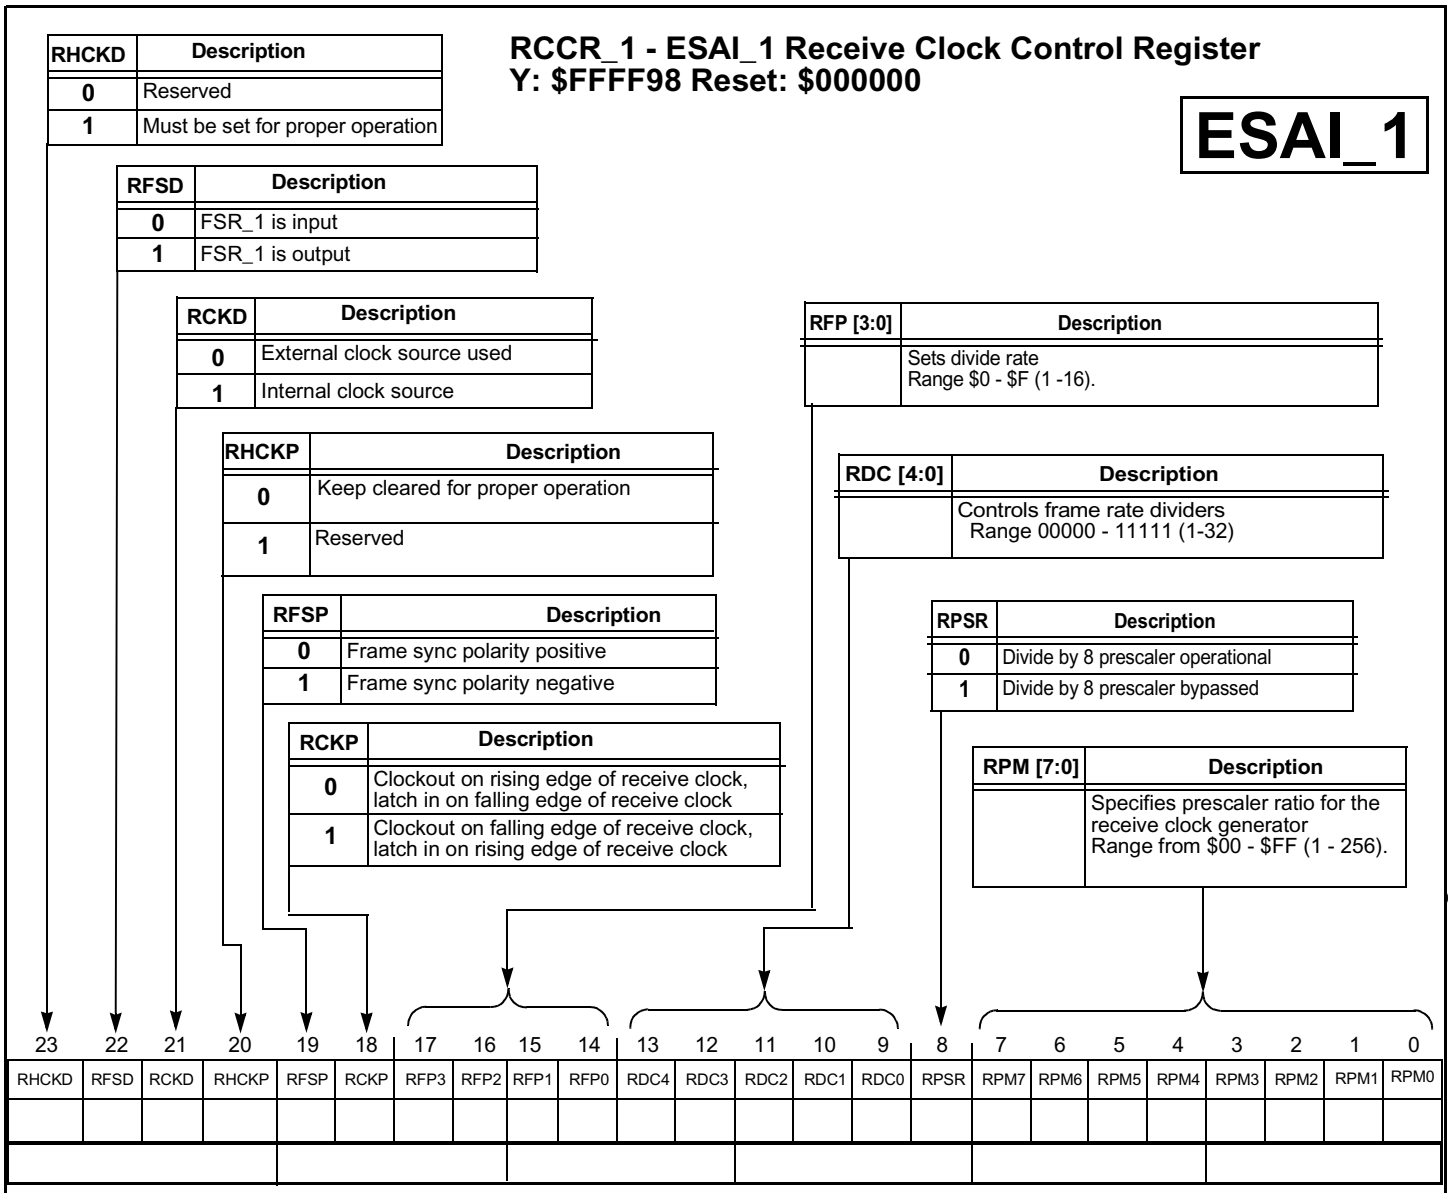 RCCR_1 - ESAI_1 Receive Clock Control Register
Y: $FFFF98 Reset: $000000
ESAI_1
RHCKD Description
0 Reserved
1 Must be set for proper operation
RFSD Description
0 FSR_1 is input
1 FSR_1 is output
RCKD Description
0 External clock source used
1 Internal clock source
RHCKP Description
0 Keep cleared for proper operation
1 Reserved
RFSP Description
0 Frame sync polarity positive
1 Frame sync polarity negative
RCKP Description
0 Clockout on rising edge of receive clock,
latch in on falling edge of receive clock
1 Clockout on falling edge of receive clock,
latch in on rising edge of receive clock
RFP [3:0] Description
Sets divide rate
Range $0 - $F (1 -16).
RDC [4:0] Description
Controls frame rate dividers
Range 00000 - 11111 (1-32)
RPSR Description
0 Divide by 8 prescaler operational
1 Divide by 8 prescaler bypassed
RPM [7:0] Description
Specifies prescaler ratio for the
receive clock generator
Range from $00 - $FF (1 - 256).
23 22 21 20 19 18 17 16 15 14 13 12 11 10 9 8 7 6 5 4 3 2 1 0
RHCKD RFSD RCKD RHCKP RFSP RCKP RFP3 RFP2 RFP1 RFP0 RDC4 RDC3 RDC2 RDC1 RDC0 RPSR RPM7 RPM6 RPM5 RPM4 RPM3 RPM2 RPM1 RPM0